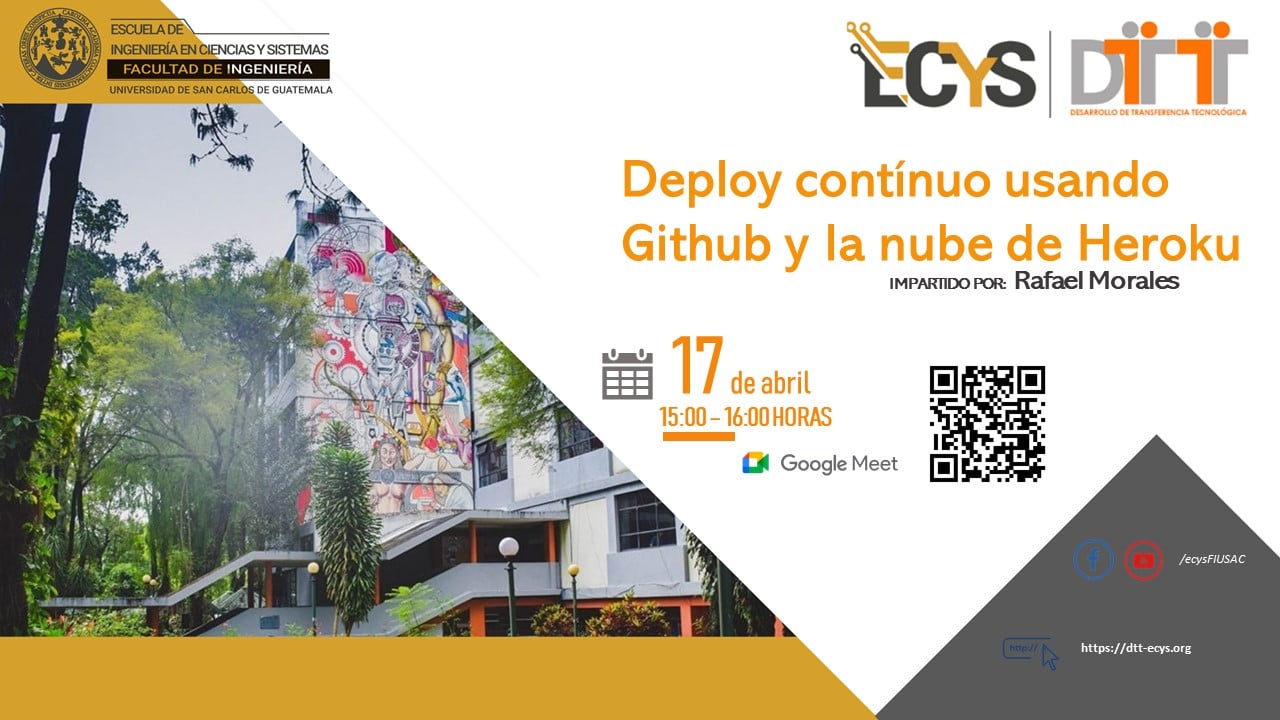 ESCUELA DE
INGENIERÍA EN CIENCIAS Y SISTEMAS
FACULTAD DE INGENIERÍA
UNIVERSIDAD DE SAN CARLOS DE GUATEMALA
ECYS
DTT
DESARROLLO DE TRANSFERENCIA TECNOLÓGICA
Deploy contínuo usando
Github y la nube de Heroku
IMPARTIDO POR: Rafael Morales
17 de abril
15:00 – 16:00 HORAS
Google Meet
/ecysFIUSAC
http://
https://dtt-ecys.org